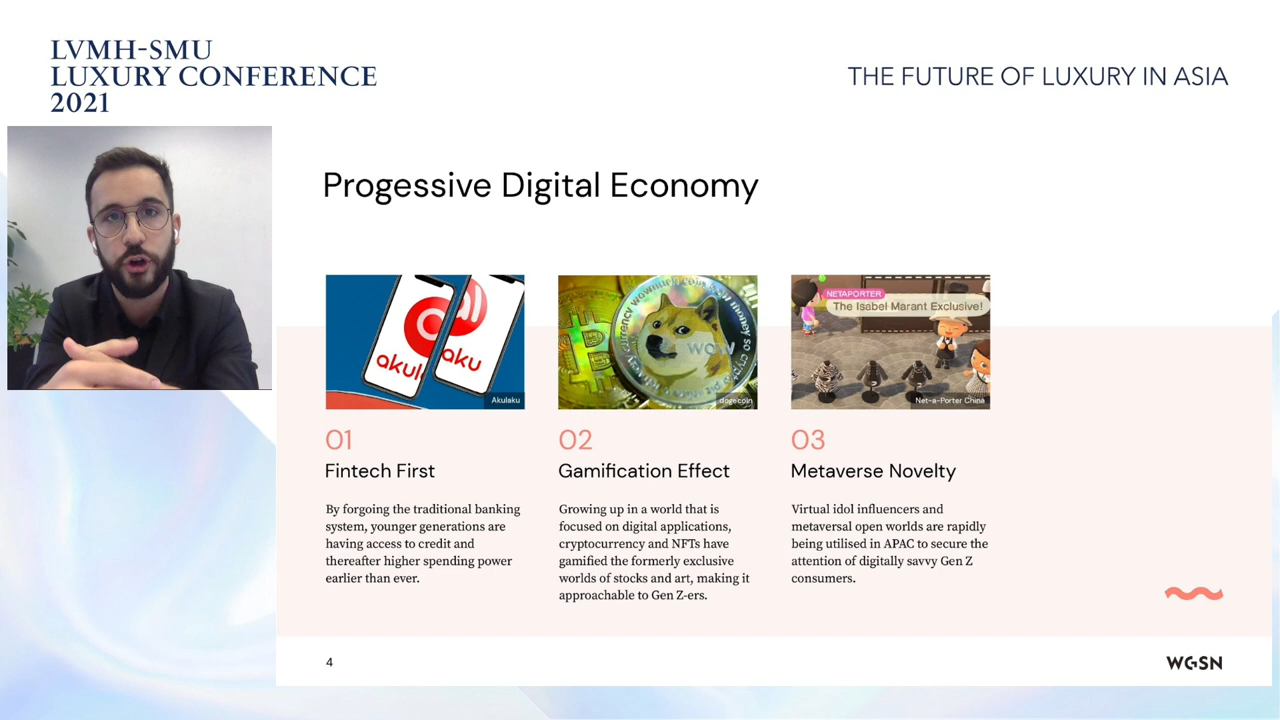 LVMH-SMU
LUXURY CONFERENCE
2021
THE FUTURE OF LUXURY IN ASIA
Progessive Digital Economy
akul
aku
Akulaku
WOW
dogecoin
NETAPORTER
The Isabel Marant Exclusive!
Net-a-Porter China
01
Fintech First
By forgoing the traditional banking
system, younger generations are
having access to credit and
thereafter higher spending power
earlier than ever.
02
Gamification Effect
Growing up in a world that is
focused on digital applications,
cryptocurrency and NFTs have
gamified the formerly exclusive
worlds of stocks and art, making it
approachable to Gen Z-ers.
03
Metaverse Novelty
Virtual idol influencers and
metaversal open worlds are rapidly
being utilised in APAC to secure the
attention of digitally savvy Gen Z
consumers.
4
WGSN